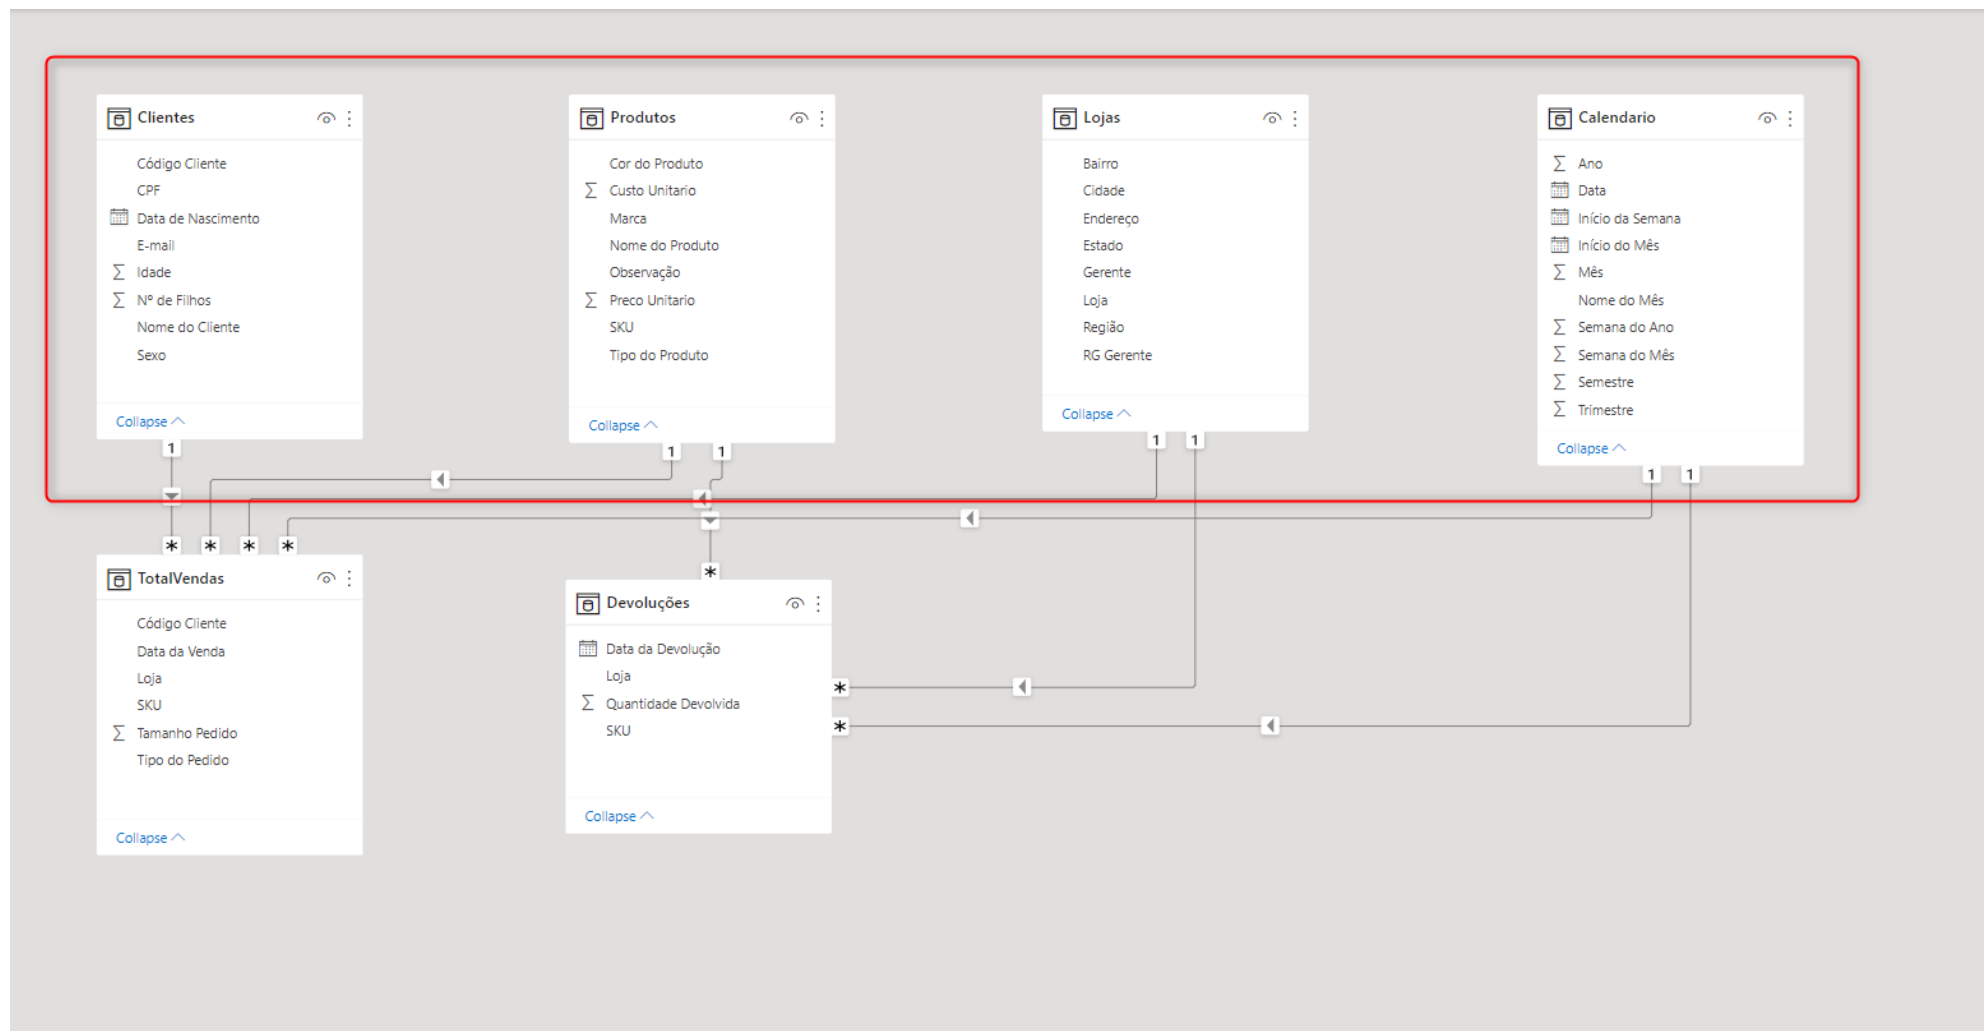 Clientes
Código Cliente
CPF
Data de Nascimento
E-mail
Idade
Nº de Filhos
Nome do Cliente
Sexo
Collapse
Produtos
Cor do Produto
Custo Unitario
Marca
Nome do Produto
Observação
Preco Unitario
SKU
Tipo do Produto
Collapse
Lojas
Bairro
Cidade
Endereço
Estado
Gerente
Loja
Região
RG Gerente
Collapse
Calendario
Ano
Data
Início da Semana
Início do Mês
Mês
Nome do Mês
Semana do Ano
Semana do Mês
Semestre
Trimestre
Collapse
1
1
1
1
1
1
1
* * * *
*
*
*
TotalVendas
Código Cliente
Data da Venda
Loja
SKU
Tamanho Pedido
Tipo do Pedido
Collapse
Devoluções
Data da Devolução
Loja
Quantidade Devolvida
SKU
Collapse